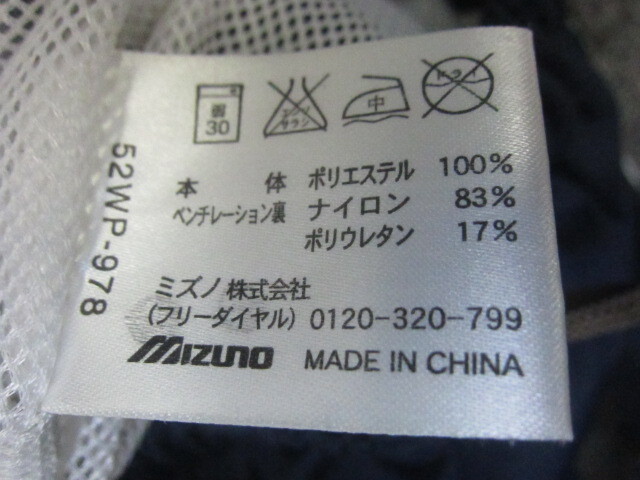 弱
30
エンソ
サラシ
中
ドライ
本 体 ポリエステル 100%
ベンチレーション裏 ナイロン 83%
ポリウレタン 17%
ミズノ株式会社
(フリーダイヤル) 0120-320-799
MIZUNO MADE IN CHINA
52WP-978